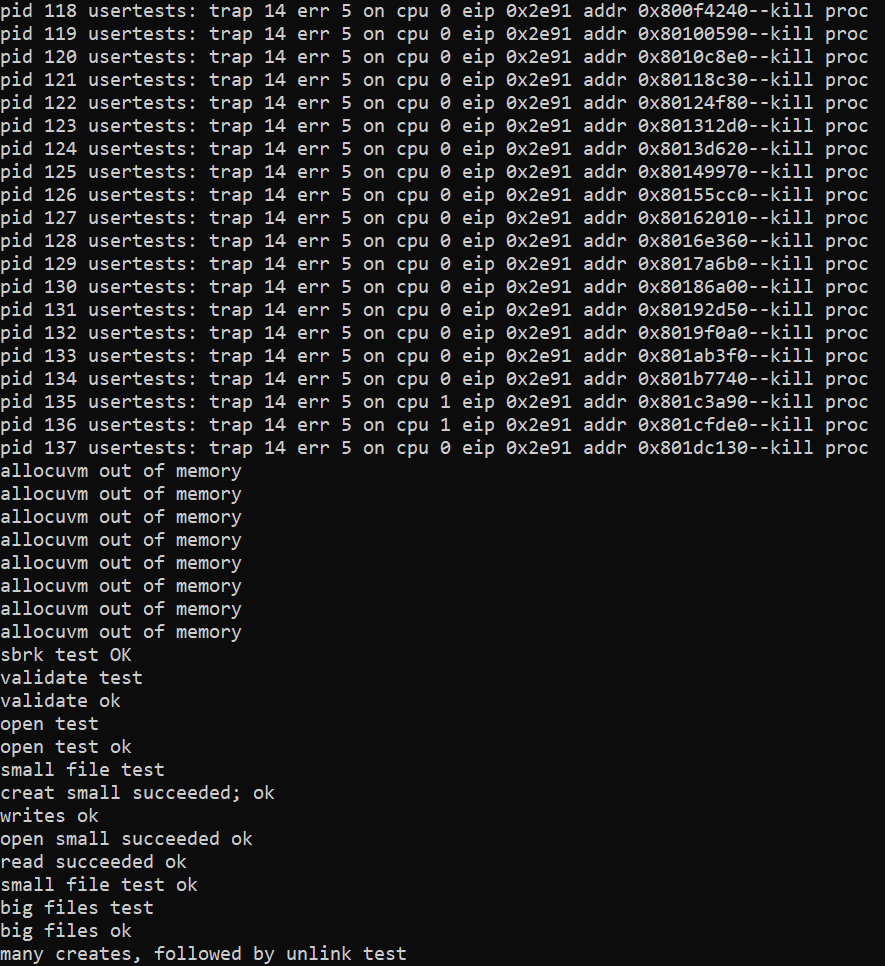 pid 118 usertests: trap 14 err 5 on cpu 0 eip 0x2e91 addr 0x800f4240--kill proc
pid 119 usertests: trap 14 err 5 on cpu 0 eip 0x2e91 addr 0x80100590--kill proc
pid 120 usertests: trap 14 err 5 on cpu 0 eip 0x2e91 addr 0x8010c8e0--kill proc
pid 121 usertests: trap 14 err 5 on cpu 0 eip 0x2e91 addr 0x80118c30--kill proc
pid 122 usertests: trap 14 err 5 on cpu 0 eip 0x2e91 addr 0x80124f80--kill proc
pid 123 usertests: trap 14 err 5 on cpu 0 eip 0x2e91 addr 0x801312d0--kill proc
pid 124 usertests: trap 14 err 5 on cpu 0 eip 0x2e91 addr 0x8013d620--kill proc
pid 125 usertests: trap 14 err 5 on cpu 0 eip 0x2e91 addr 0x80149970--kill proc
pid 126 usertests: trap 14 err 5 on cpu 0 eip 0x2e91 addr 0x80155cc0--kill proc
pid 127 usertests: trap 14 err 5 on cpu 0 eip 0x2e91 addr 0x80162010--kill proc
pid 128 usertests: trap 14 err 5 on cpu 0 eip 0x2e91 addr 0x8016e360--kill proc
pid 129 usertests: trap 14 err 5 on cpu 0 eip 0x2e91 addr 0x8017a6b0--kill proc
pid 130 usertests: trap 14 err 5 on cpu 0 eip 0x2e91 addr 0x80186a00--kill proc
pid 131 usertests: trap 14 err 5 on cpu 0 eip 0x2e91 addr 0x80192d50--kill proc
pid 132 usertests: trap 14 err 5 on cpu 0 eip 0x2e91 addr 0x8019f0a0--kill proc
pid 133 usertests: trap 14 err 5 on cpu 0 eip 0x2e91 addr 0x801ab3f0--kill proc
pid 134 usertests: trap 14 err 5 on cpu 0 eip 0x2e91 addr 0x801b7740--kill proc
pid 135 usertests: trap 14 err 5 on cpu 1 eip 0x2e91 addr 0x801c3a90--kill proc
pid 136 usertests: trap 14 err 5 on cpu 1 eip 0x2e91 addr 0x801cfde0--kill proc
pid 137 usertests: trap 14 err 5 on cpu 0 eip 0x2e91 addr 0x801dc130--kill proc
allocuvm out of memory
allocuvm out of memory
allocuvm out of memory
allocuvm out of memory
allocuvm out of memory
allocuvm out of memory
allocuvm out of memory
allocuvm out of memory
sbrk test OK
validate test
validate ok
open test
open test ok
small file test
creat small succeeded; ok
writes ok
open small succeeded ok
read succeeded ok
small file test ok
big files test
big files ok
many creates, followed by unlink test